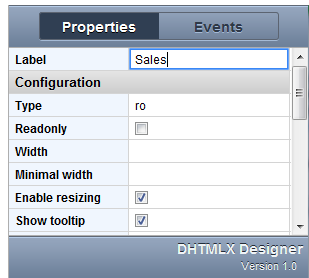 Properties Events
Label Sales
Configuration
Type ro
Readonly
Width
Minimal width
Enable resizing
Show tooltip
DHTMLX Designer
Version 1.0